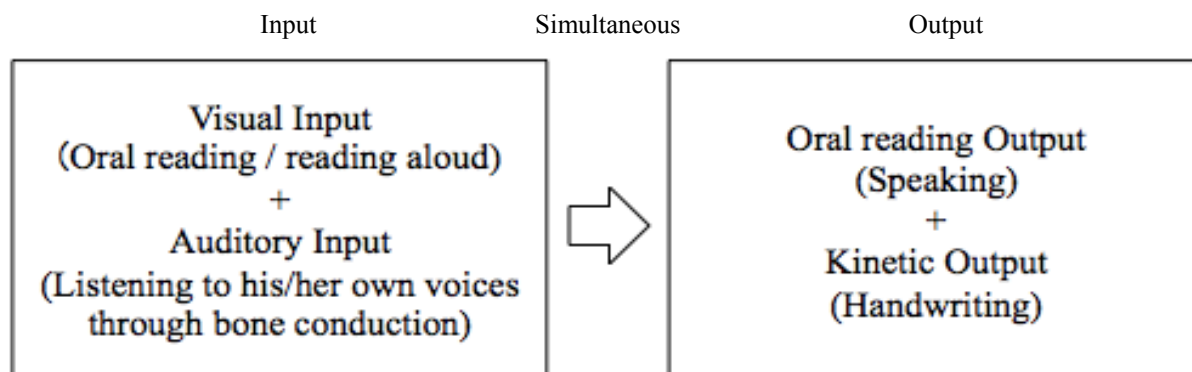 Input Simultaneous Output
Visual Input
(Oral reading / reading aloud)
+
Auditory Input
(Listening to his/her own voices
through bone conduction)
Oral reading Output
(Speaking)
+
Kinetic Output
(Handwriting)